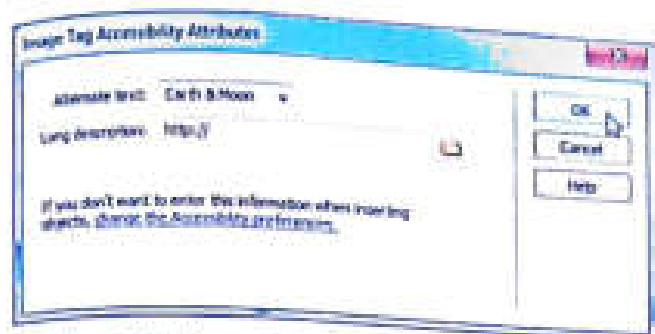 Image Tag Accessibility Attributes
Alternate text: Earth & Moon
OK
Long description: http://
Cancel
Help
If you don't want to enter this information when inserting
objects, change the Accessibility preferences.